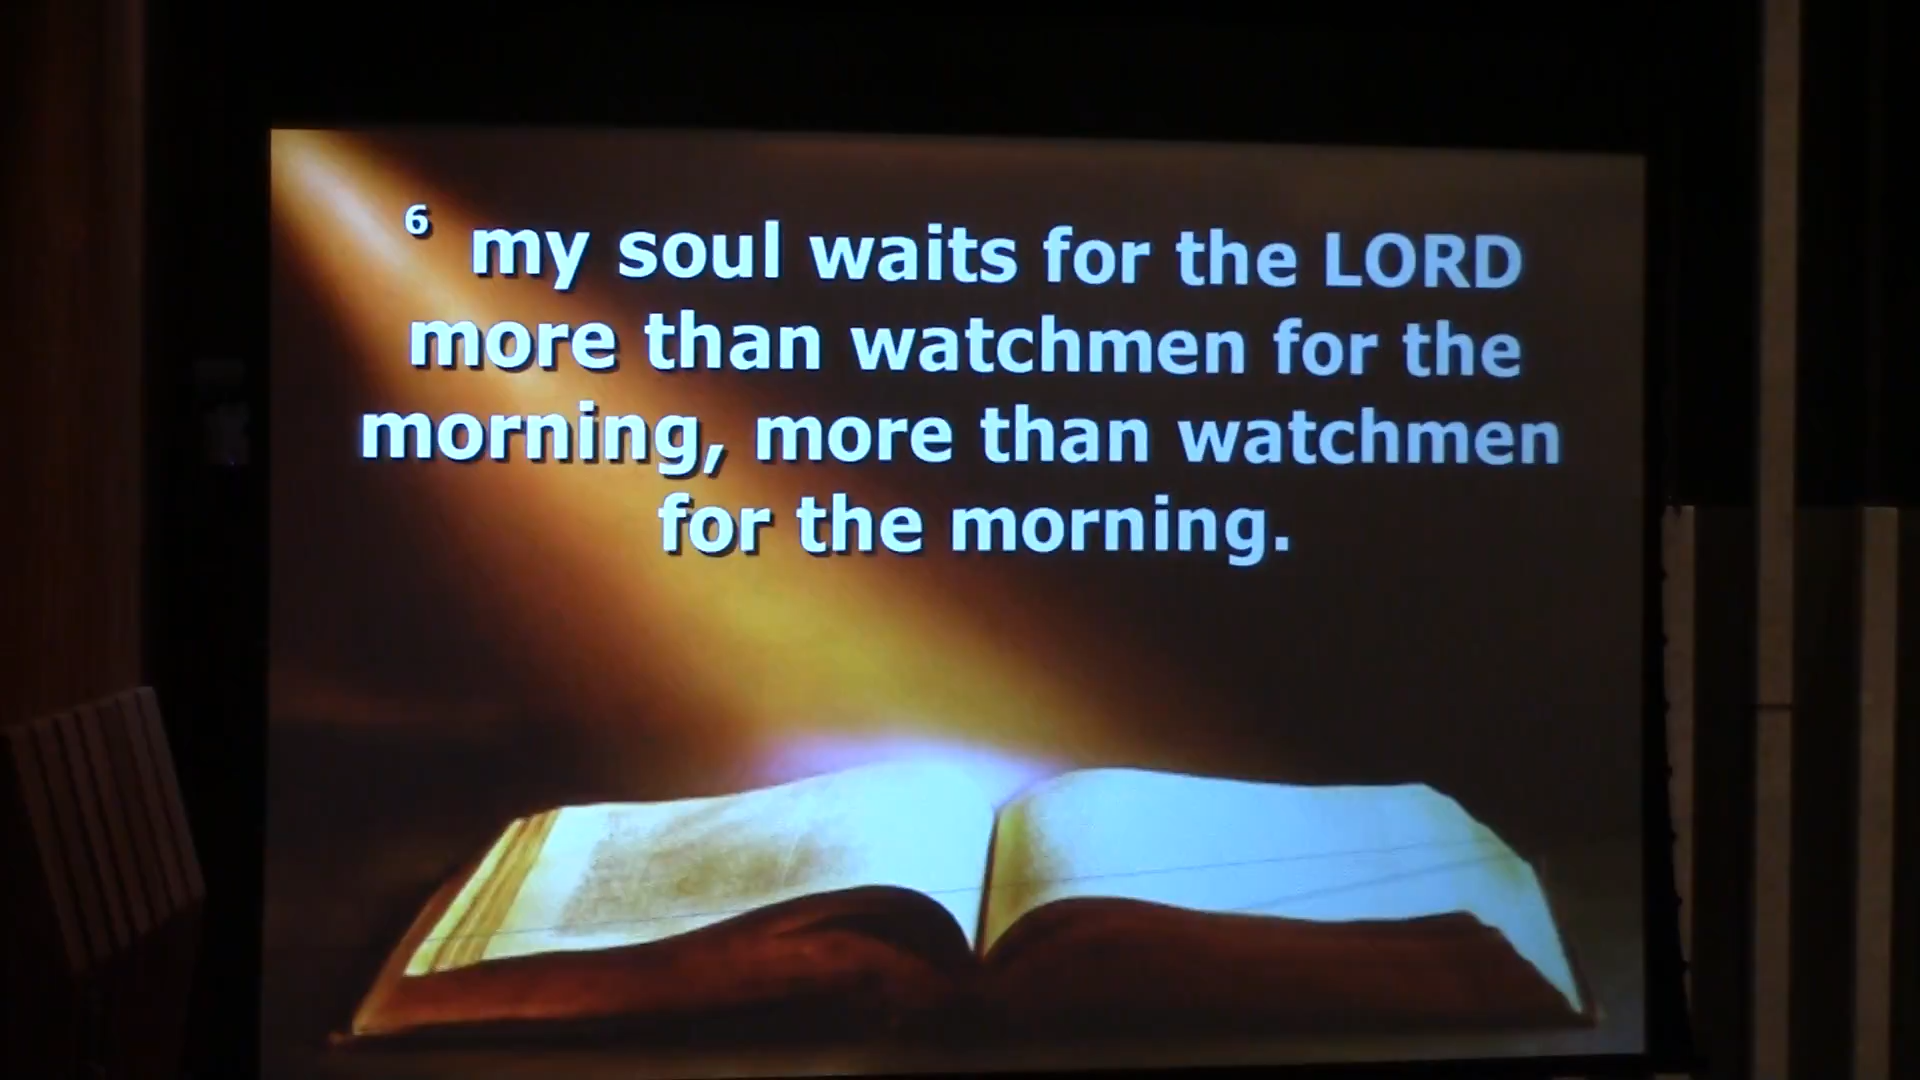 6 my soul waits for the LORD
more than watchmen for the
morning, more than watchmen
for the morning.